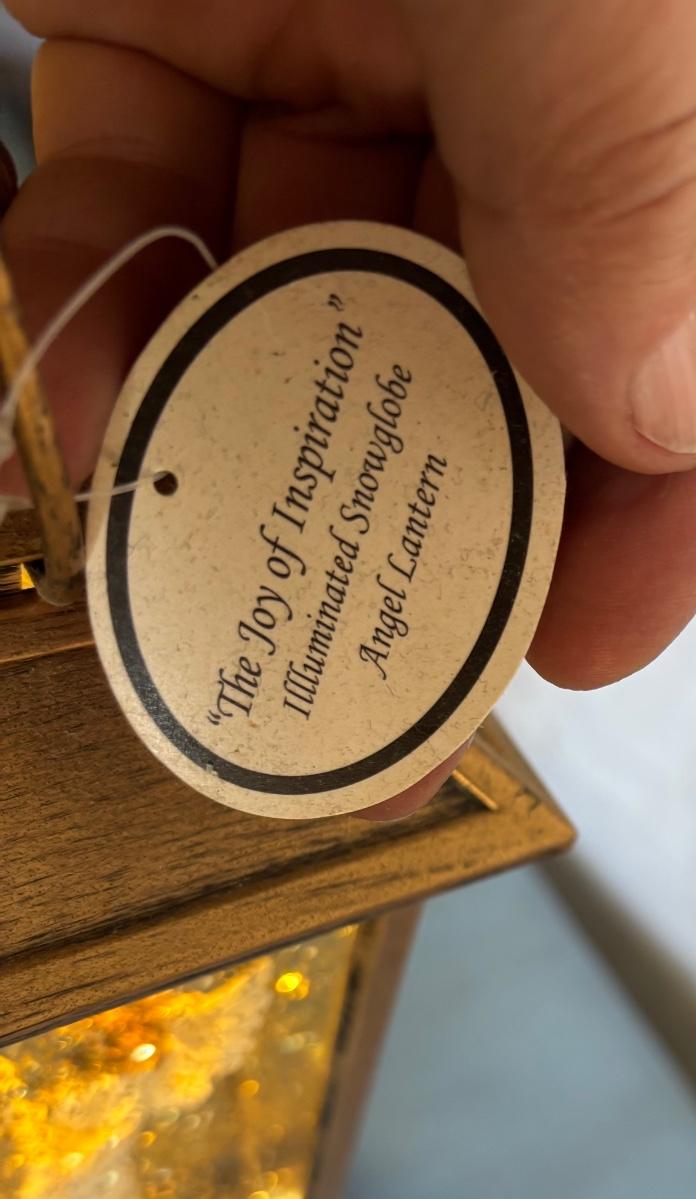 “The Joy of Inspiration”
Illuminated Snowglobe
Angel Lantern